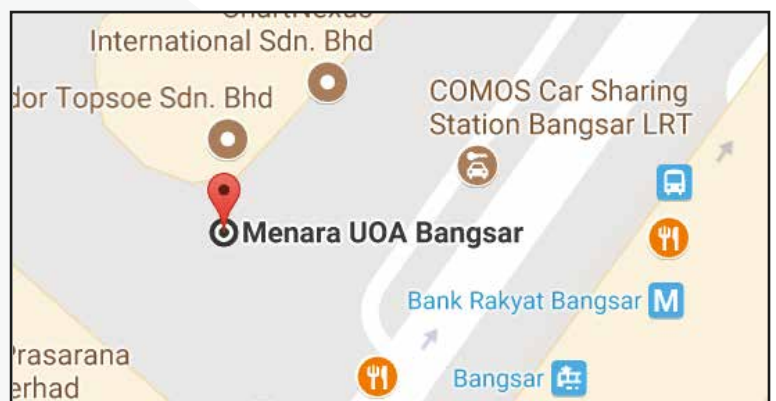 International Sdn. Bhd
dor Topsoe Sdn. Bhd
COMOS Car Sharing
Station Bangsar LRT
Menara UOA Bangsar
Bank Rakyat Bangsar M
Prasarana
erhad
Bangsar